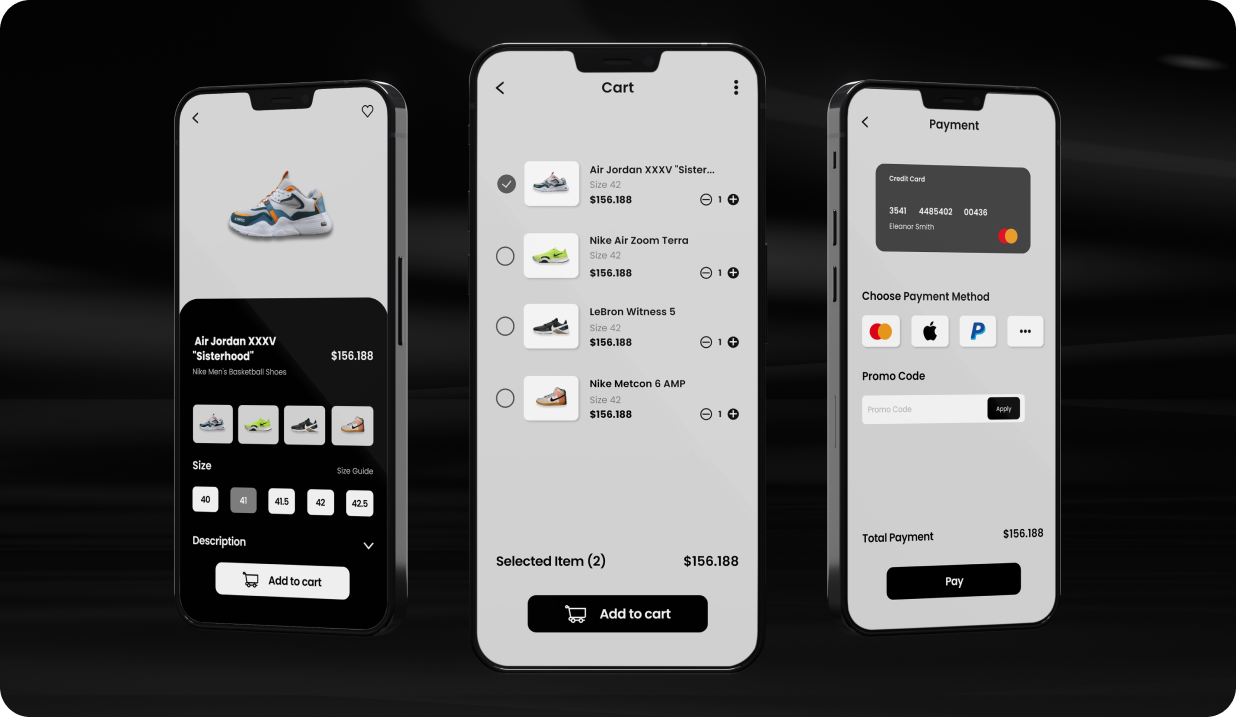 Air Jordan XXXV
"Sisterhood"
$156.188
Nike Men's Basketball Shoes
Size
Size Guide
40 41 41.5 42 42.5
Description
Add to cart
Cart
Air Jordan XXXV "Sister...
Size 42
$156.188
1
Nike Air Zoom Terra
Size 42
$156.188
1
LeBron Witness 5
Size 42
$156.188
1
Nike Metcon 6 AMP
Size 42
$156.188
1
Selected Item (2) $156.188
Add to cart
Payment
Credit Card
3541 4485402 00436
Eleanor Smith
Choose Payment Method
Promo Code
Promo Code
Apply
Total Payment $156.188
Pay